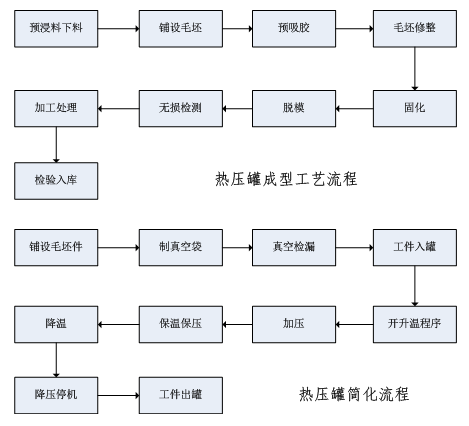 预浸料下料
铺设毛坯
预吸胶
毛坯修整
固化
脱模
无损检测
加工处理
检验入库
热压罐成型工艺流程
铺设毛坯件
制真空袋
真空检漏
工件入罐
开升温程序
加压
保温保压
降温
降压停机
工件出罐
热压罐简化流程